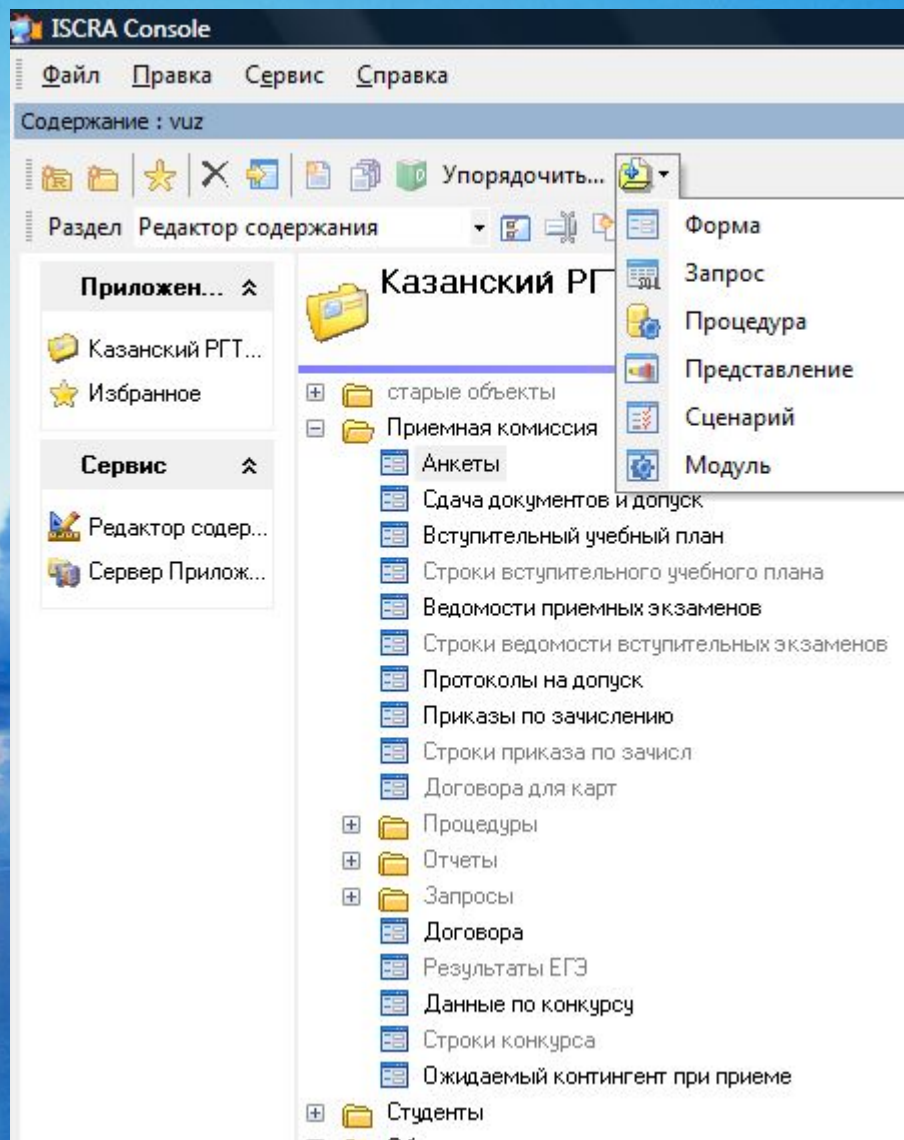 ISCRA Console
Файл Правка Сервис Справка
Содержание : vuz
Упорядочить...
Раздел Редактор содержания
Форма
Запрос
Процедура
Представление
Сценарий
Модуль
Приложен...
Казанский РГТ...
Избранное
Сервис
Редактор содер...
Сервер Прилож...
Казанский РГ
старые объекты
Приемная комиссия
Анкеты
Сдача документов и допуск
Вступительный учебный план
Строки вступительного учебного плана
Ведомости приемных экзаменов
Строки ведомости вступительных экзаменов
Протоколы на допуск
Приказы по зачислению
Строки приказа по зачисл
Договора для карт
Процедуры
Отчеты
Запросы
Договора
Результаты ЕГЭ
Данные по конкурсу
Строки конкурса
Ожидаемый контингент при приеме
Студенты